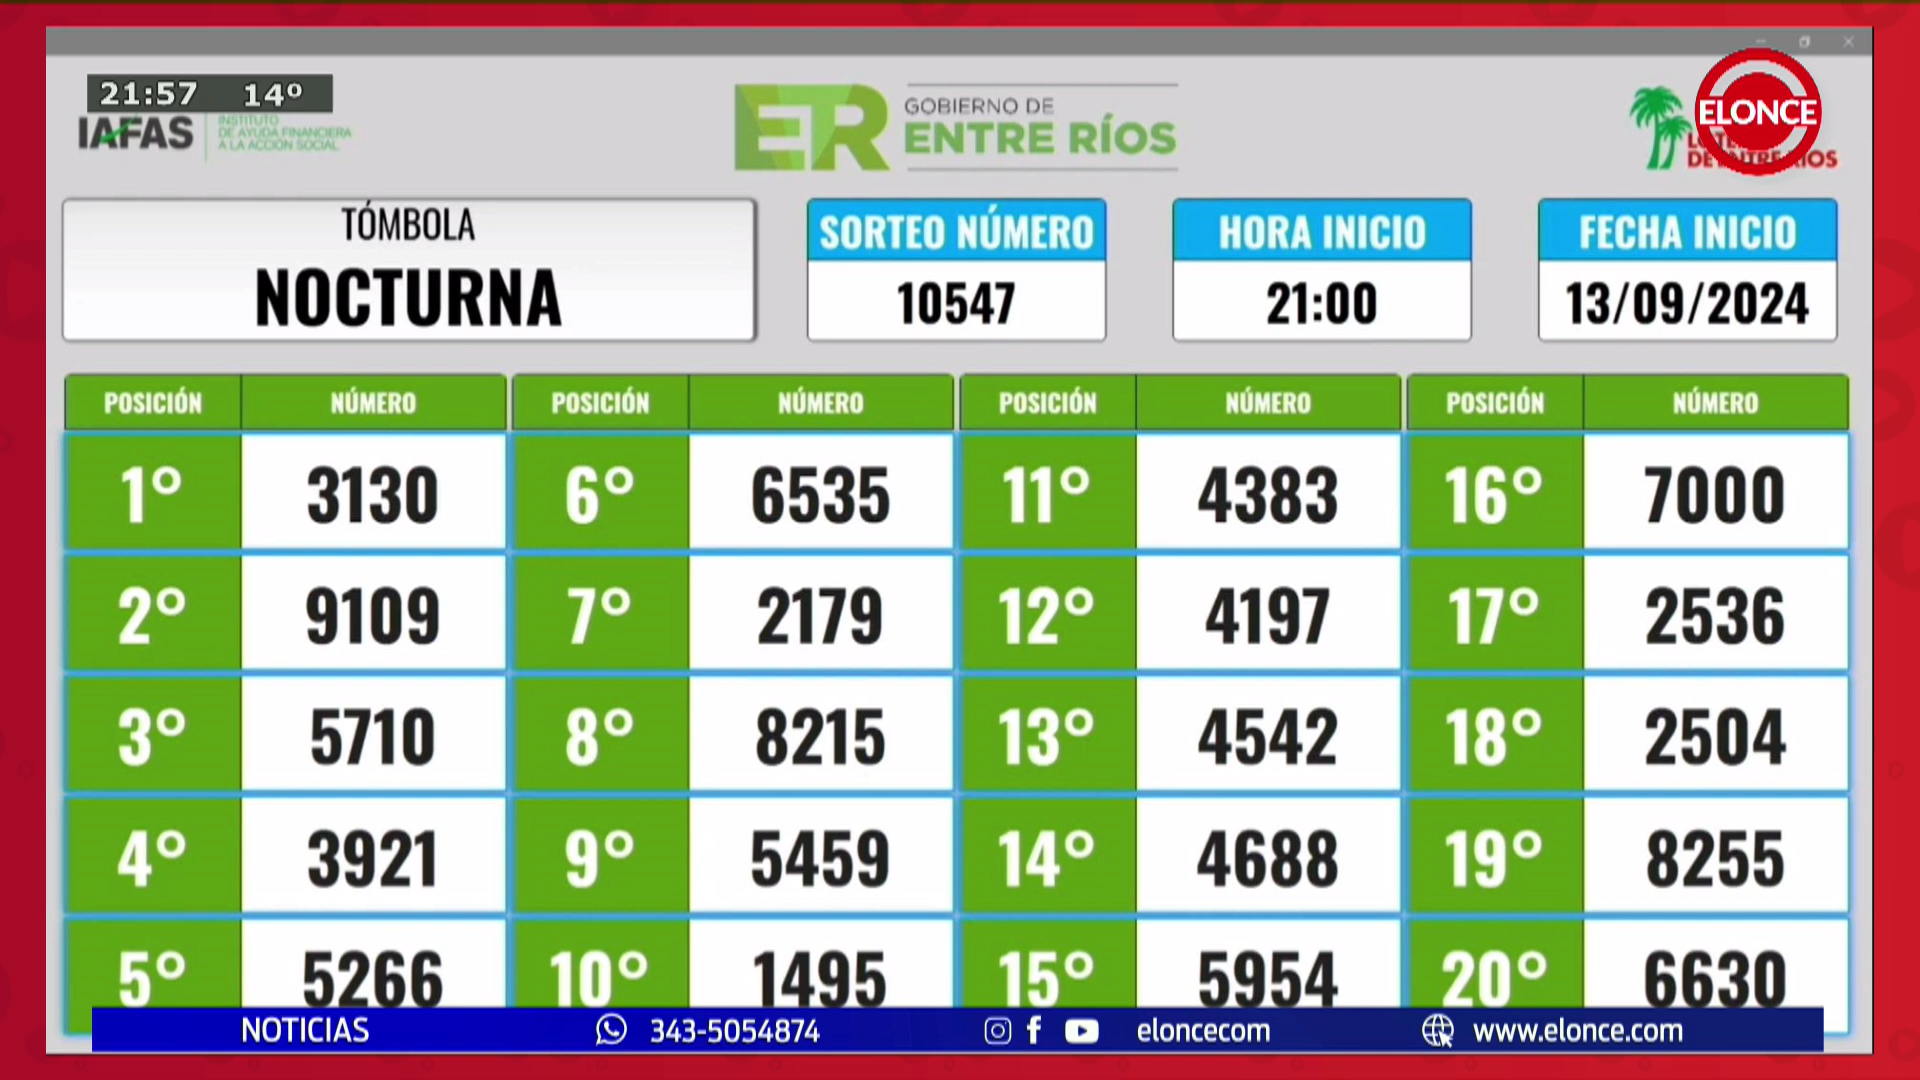 21:57 14º
IAFAS
INSTITUTO
DE AYUDA FINANCIERA
A LA ACCIÓN SOCIAL
ER
GOBIERNO DE
ENTRE RÍOS
ELONCE
TÓMBOLA
NOCTURNA
SORTEO NÚMERO
10547
HORA INICIO
21:00
FECHA INICIO
13/09/2024
POSICIÓN NÚMERO POSICIÓN NÚMERO POSICIÓN NÚMERO POSICIÓN NÚMERO
1° 3130 6° 6535 11° 4383 16° 7000
2° 9109 7° 2179 12° 4197 17° 2536
3° 5710 8° 8215 13° 4542 18° 2504
4° 3921 9° 5459 14° 4688 19° 8255
5° 5266 10° 1495 15° 5954 20° 6630
NOTICIAS 343-5054874 eloncecom www.elonce.com